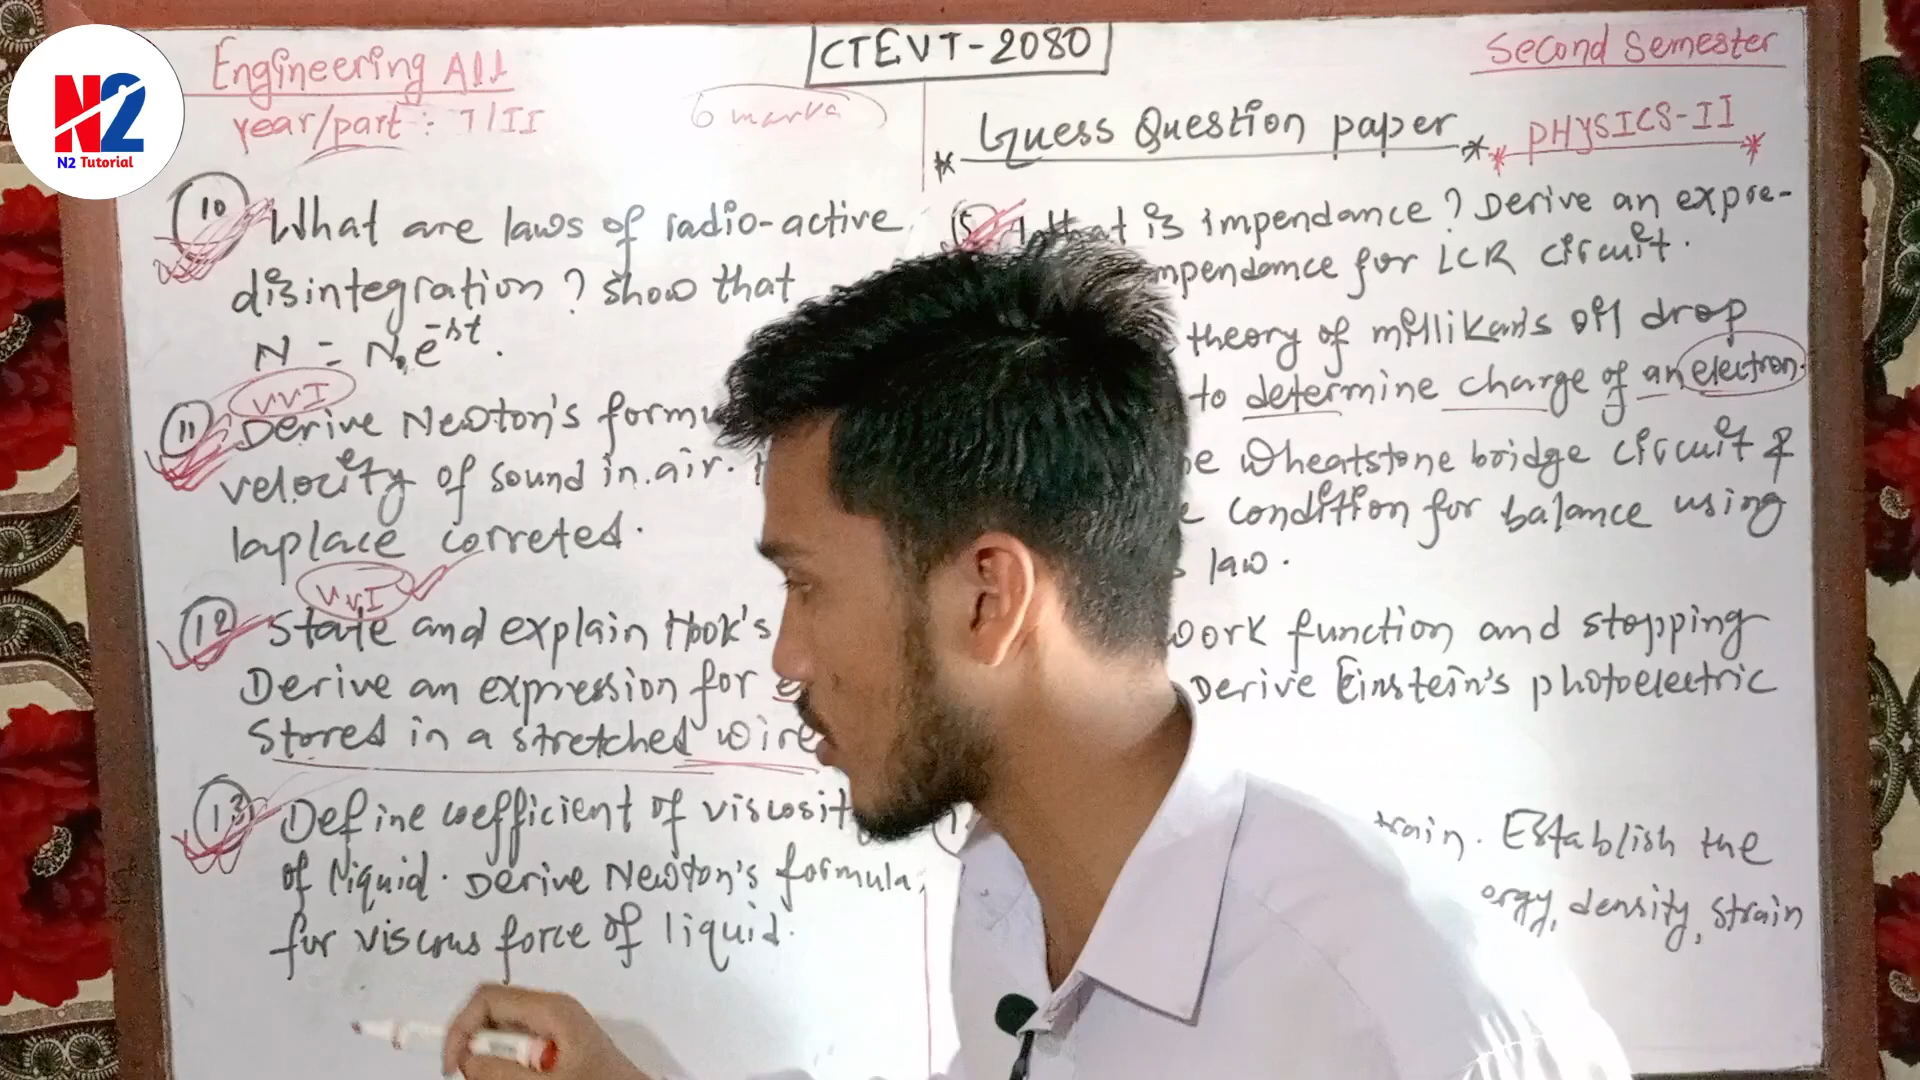 N2
N2 Tutorial
Engineering All
year/part : I/II
6 marks
CTEVT-2080
Second Semester
Guess Question paper
PHYSICS-II
10 What are laws of radio-active
disintegration ? show that
N = N₀e^-λt.
VVI
11 Derive Newton's formu
velocity of sound in air.
laplace correted.
VVI
12 State and explain Hook's
Derive an expression for e
Stored in a stretched wire
13 Define coefficient of viscosit
of liquid. Derive Newton's formula
for viscous force of liquid.
15 What is impendance ? Derive an expre-
mpendance for LCR circuit.
theory of millikan's oil drop
to determine charge of an electron.
wheatstone bridge circuit &
condition for balance using
law.
work function and stopping
Derive Einstein's photoelectric
train. Establish the
ergy, density, strain